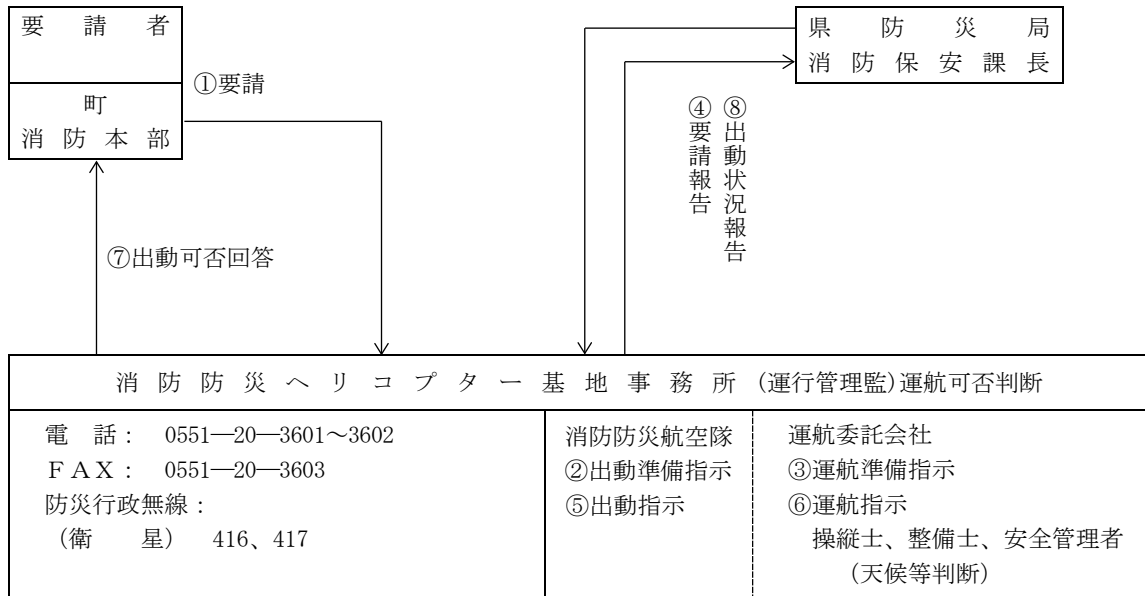 要請者
町
消防本部
①要請
県防災局
消防保安課長
④要請報告
⑧出動状況報告
⑦出動可否回答
消防防災ヘリコプター基地事務所(運行管理監)運航可否判断
電話： 0551―20―3601～3602
ＦＡＸ： 0551―20―3603
防災行政無線：
（衛星） 416、417
消防防災航空隊
②出動準備指示
⑤出動指示
運航委託会社
③運航準備指示
⑥運航指示
操縦士、整備士、安全管理者
（天候等判断）